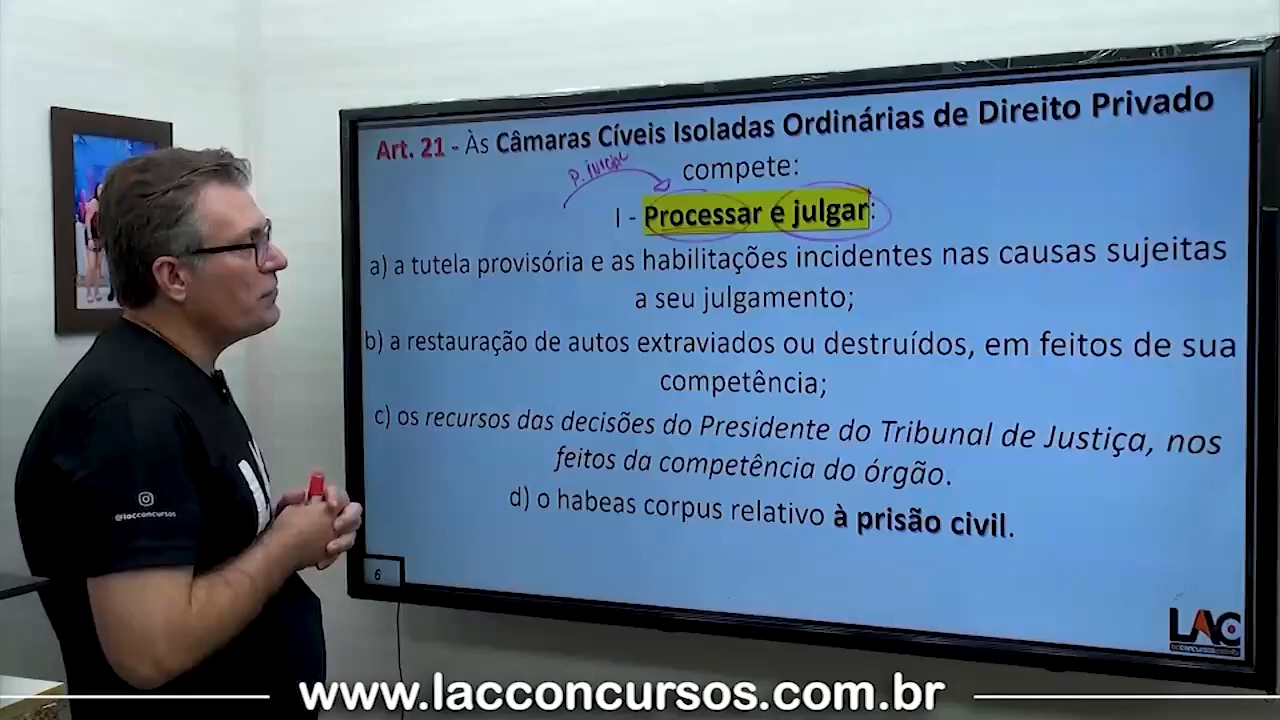 Art. 21 - Às Câmaras Cíveis Isoladas Ordinárias de Direito Privado
compete:
P. inicial
I - Processar e julgar:
a) a tutela provisória e as habilitações incidentes nas causas sujeitas
a seu julgamento;
b) a restauração de autos extraviados ou destruídos, em feitos de sua
competência;
c) os recursos das decisões do Presidente do Tribunal de Justiça, nos
feitos da competência do órgão.
d) o habeas corpus relativo à prisão civil.
@lacconcursos
6
LAC
www.lacconcursos.com.br